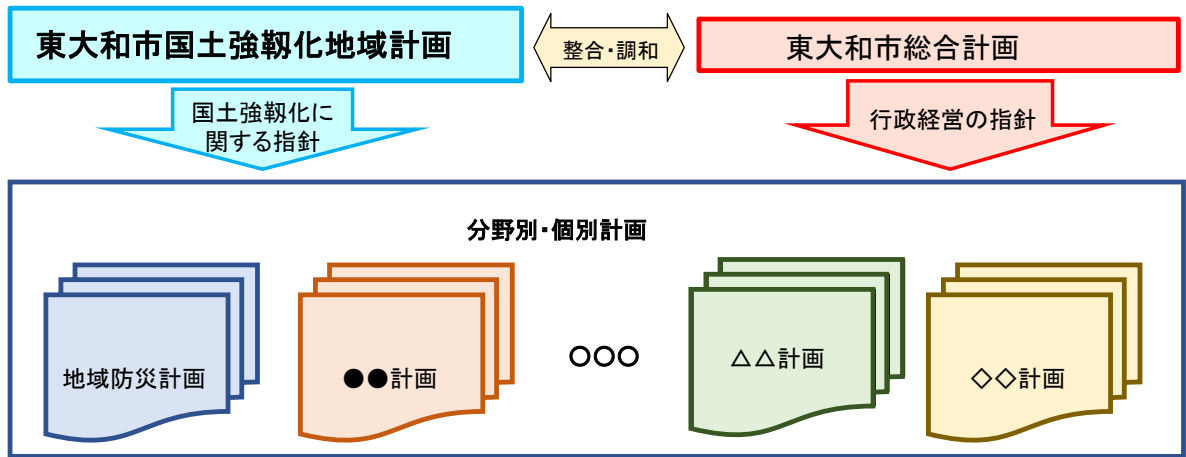 東大和市国土強靱化地域計画
整合・調和
東大和市総合計画
国土強靱化に
関する指針
行政経営の指針
分野別・個別計画
地域防災計画
●●計画
○○○
△△計画
◇◇計画